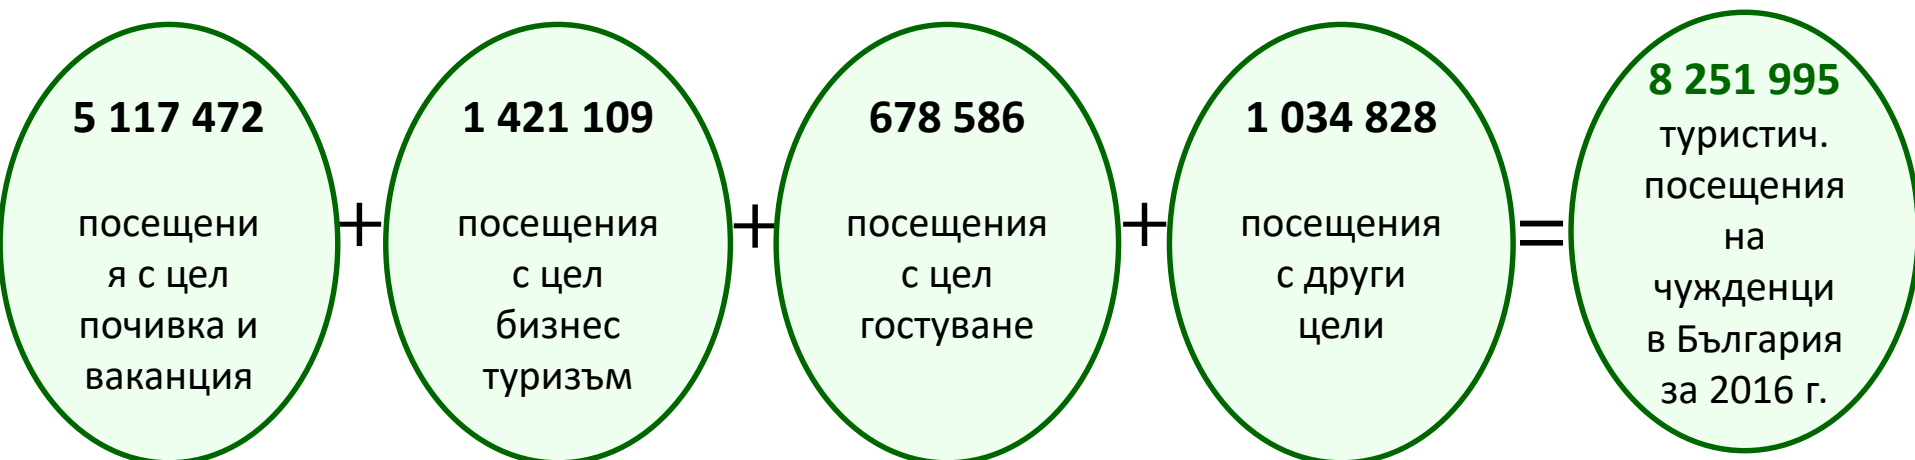 5 117 472
посещени
я с цел
почивка и
ваканция
+
1 421 109
посещения
с цел
бизнес
туризъм
+
678 586
посещения
с цел
гостуване
+
1 034 828
посещения
с други
цели
=
8 251 995
туристич.
посещения
на
чужденци
в България
за 2016 г.